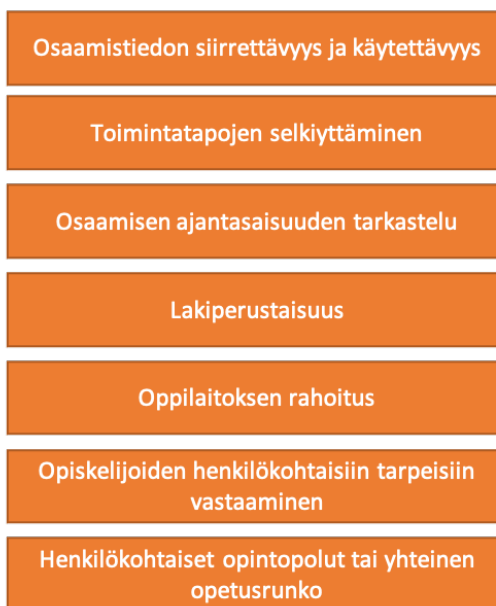 Osaamistiedon siirrettävyys ja käytettävyys
Toimintatapojen selkiyttäminen
Osaamisen ajantasaisuuden tarkastelu
Lakiperustaisuus
Oppilaitoksen rahoitus
Opiskelijoiden henkilökohtaisiin tarpeisiin
vastaaminen
Henkilökohtaiset opintopolut tai yhteinen
opetusrunko